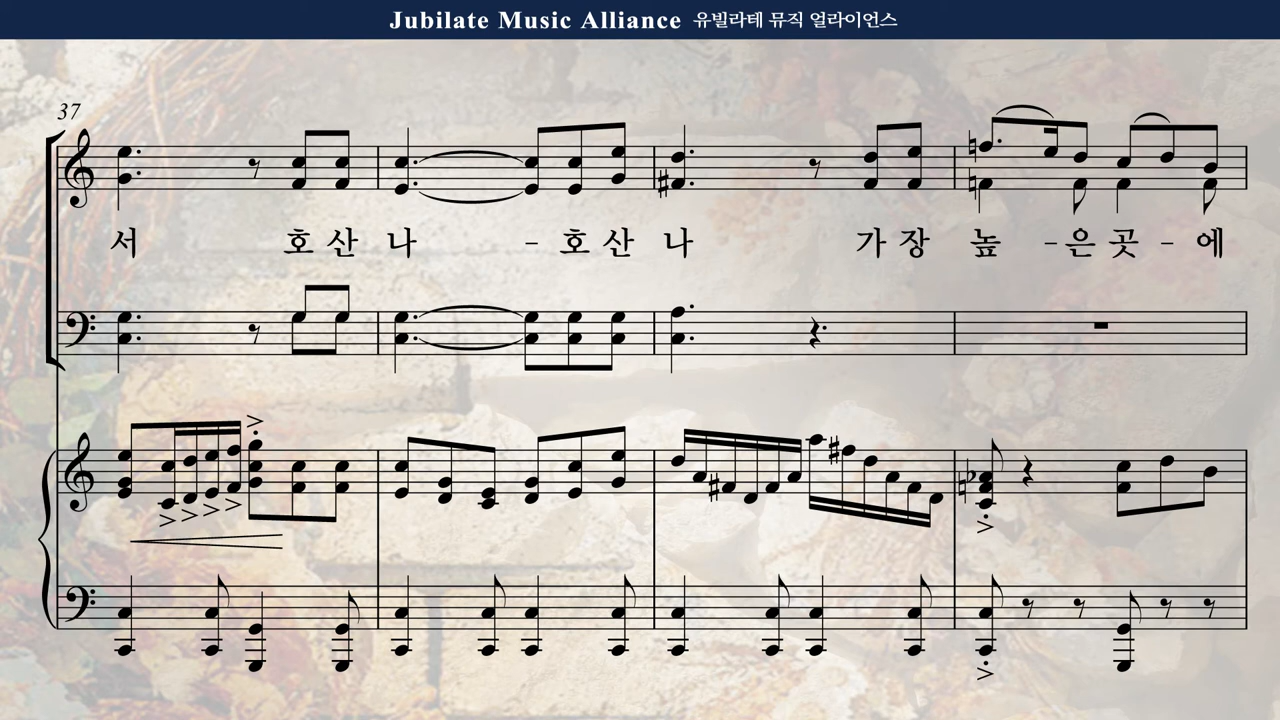 Jubilate Music Alliance 유빌라테 뮤직 얼라이언스
37
서 호 산 나 - 호 산 나 가 장 높 - 은 곳 - 에